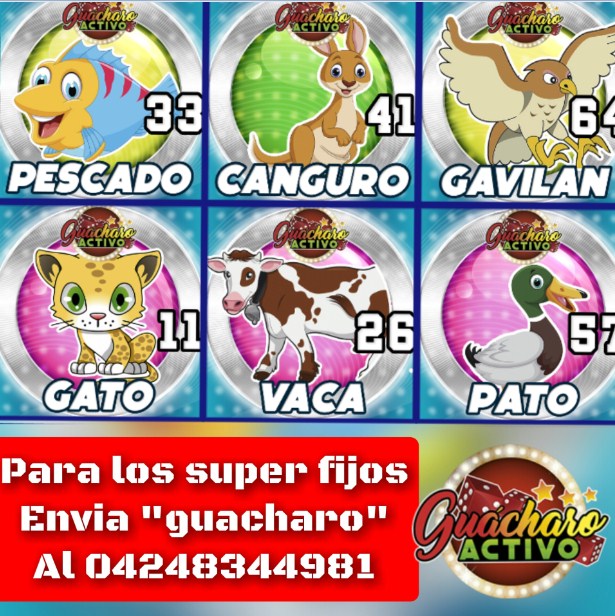 Guacharo ACTIVO
33
PESCADO
Guacharo ACTIVO
41
CANGURO
Guacharo ACTIVO
64
GAVILAN
Guacharo ACTIVO
11
GATO
Guacharo ACTIVO
26
VACA
Guacharo ACTIVO
57
PATO
Para los super fijos
Envia "guacharo"
Al 04248344981
Guácharo
ACTIVO